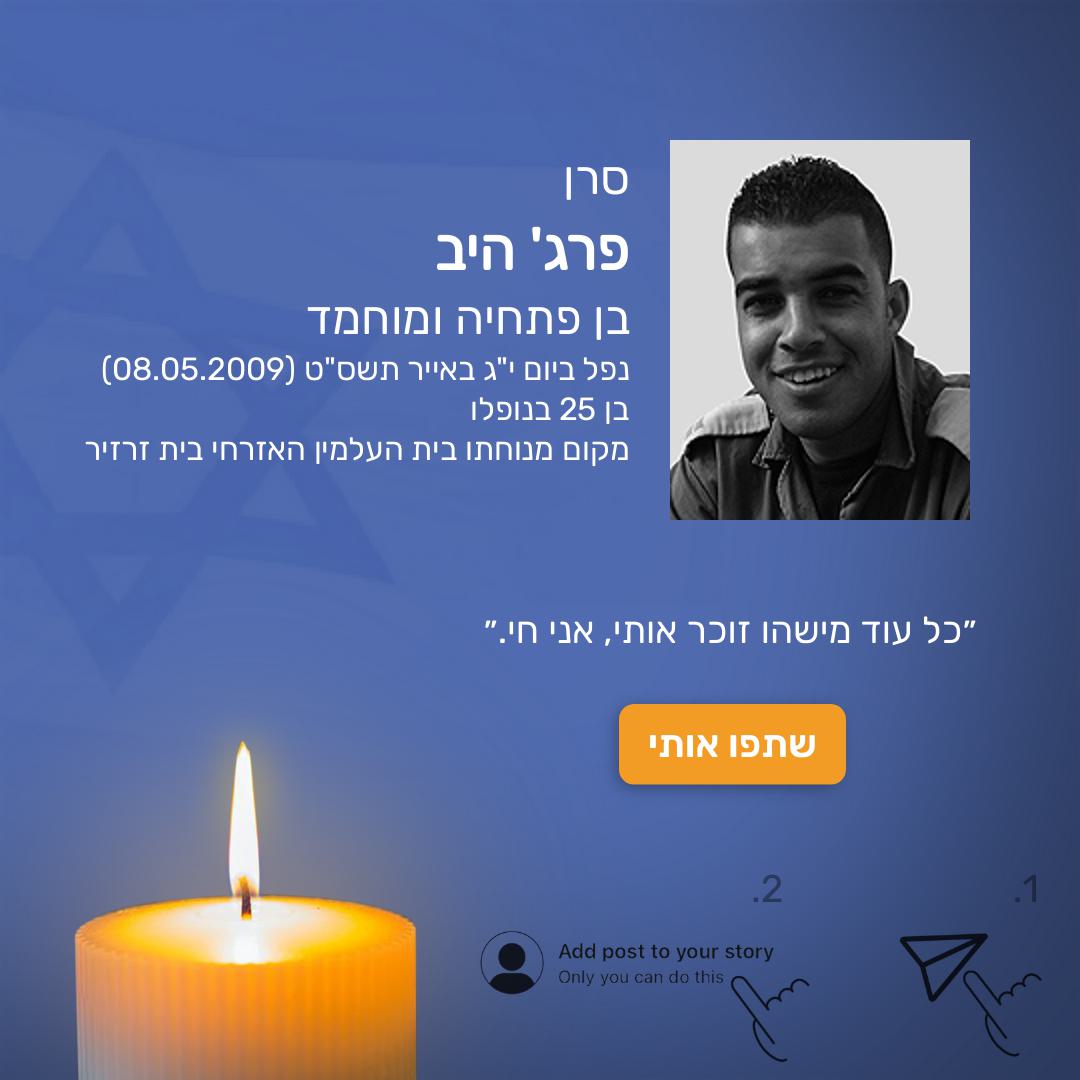 סרן
פרג' היב
בן פתחיה ומוחמד
נפל ביום י"ג באייר תשס"ט (08.05.2009)
בן 25 בנופלו
מקום מנוחתו בית העלמין האזרחי בית זרזיר
״כל עוד מישהו זוכר אותי, אני חי.״
שתפו אותי
.1
.2
Add post to your story
Only you can do this